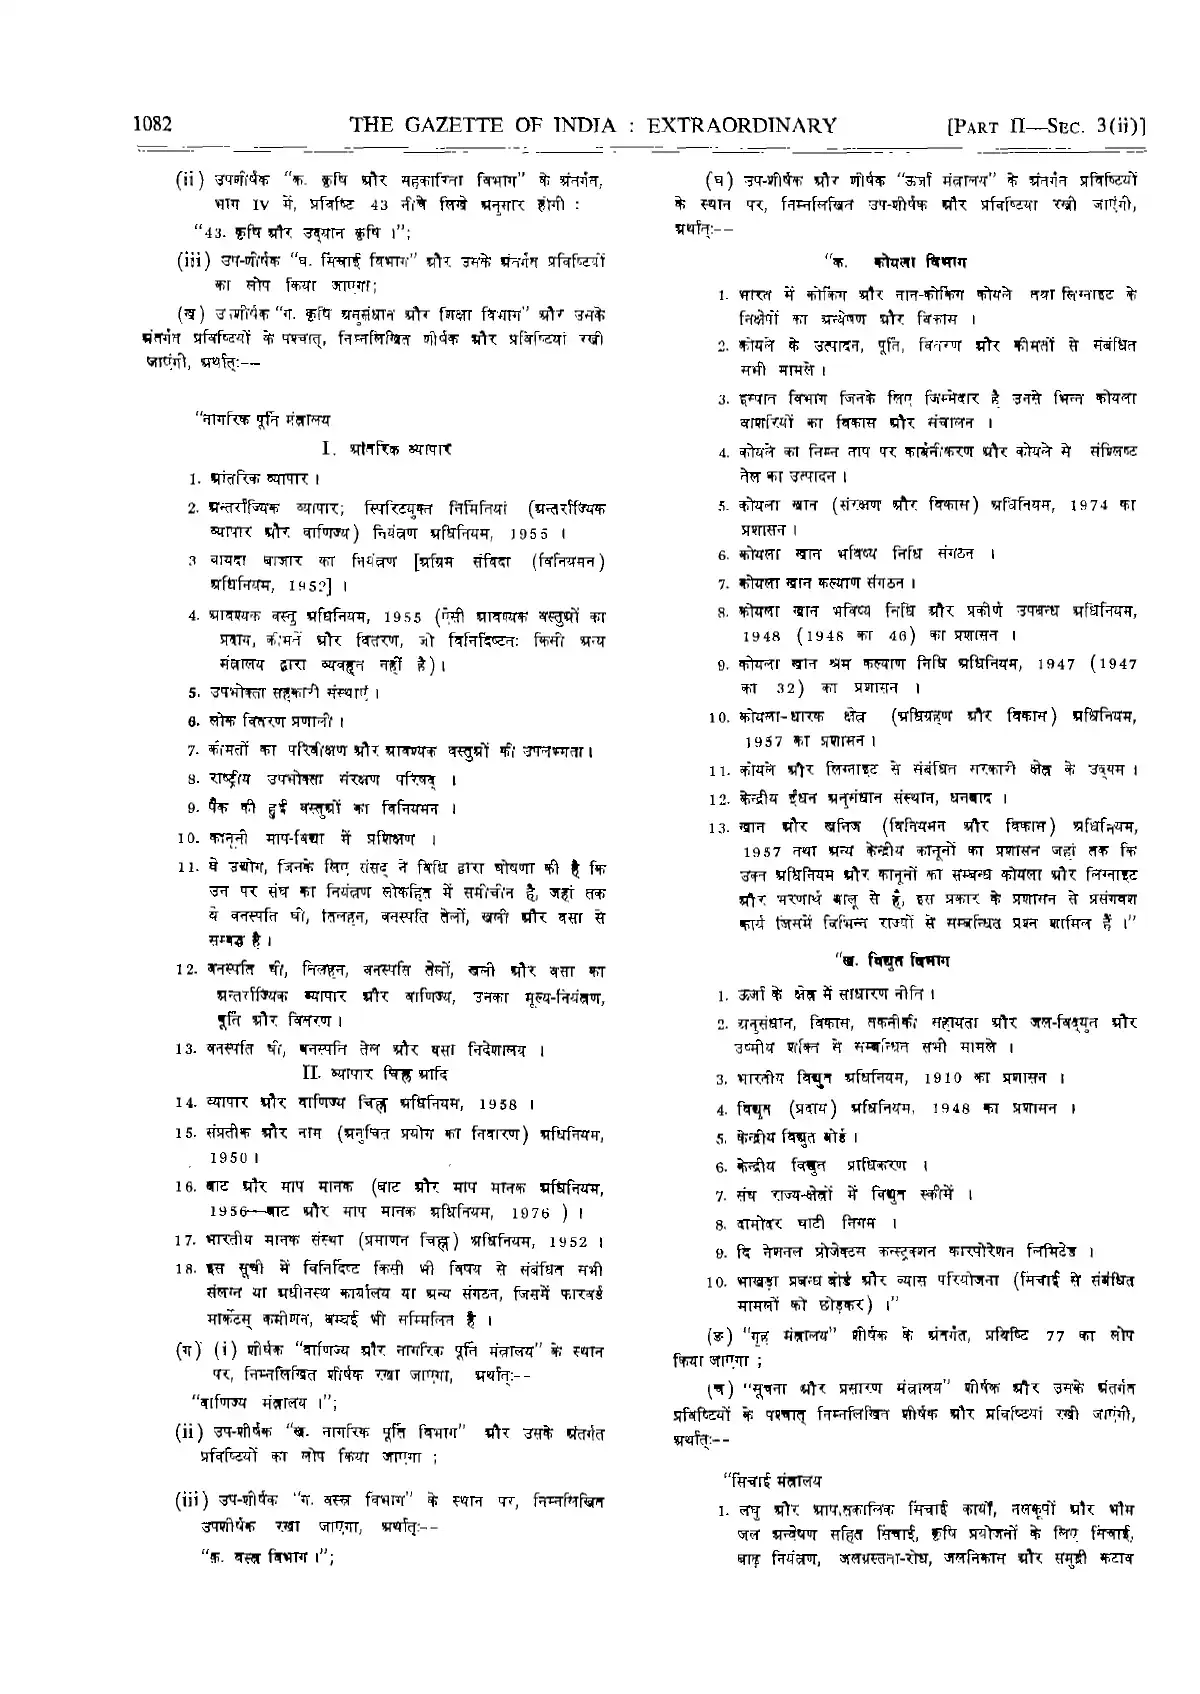 1082 THE GAZETTE OF INDIA : EXTRAORDINARY [PART II—SEC. 3(ii)]
(ii) उपशीर्षक "क. कृषि और सहकारिता विभाग" के अंतर्गत,
भाग IV में, प्रविष्टि 43 नीचे लिखे अनुसार होगी :
"43. कृषि और उद्यान कृषि ।";
(iii) उप-शीर्षक "घ. सिंचाई विभाग" और उसके अंतर्गत प्रविष्टियों
का लोप किया जाएगा;
(ख) उपशीर्षक "ग. कृषि अनुसंधान और शिक्षा विभाग" और उसके
अंतर्गत प्रविष्टियों के पश्चात्, निम्नलिखित शीर्षक और प्रविष्टियां रखी
जाएंगी, अर्थात्:--
"नागरिक पूर्ति मंत्रालय
I. आंतरिक व्यापार
1. आंतरिक व्यापार ।
2. अन्तर्राज्यिक व्यापार; स्पिरिटयुक्त निर्मितियां (अन्तर्राज्यिक
व्यापार और वाणिज्य) नियंत्रण अधिनियम, 1955 ।
3 वायदा बाजार का नियंत्रण [अग्रिम संविदा (विनियमन)
अधिनियम, 1952] ।
4. आवश्यक वस्तु अधिनियम, 1955 (ऐसी आवश्यक वस्तुओं का
प्रदाय, कीमतें और वितरण, जो विनिर्दिष्टतः किसी अन्य
मंत्रालय द्वारा व्यवहृत नहीं है)।
5. उपभोक्ता सहकारी संस्थाएं ।
6. लोक वितरण प्रणाली ।
7. कीमतों का परिवीक्षण और आवश्यक वस्तुओं की उपलभ्यता।
8. राष्ट्रीय उपभोक्ता संरक्षण परिषद् ।
9. पैक की हुई वस्तुओं का विनियमन ।
10. कानूनी माप-विद्या में प्रशिक्षण ।
11. वे उद्योग, जिनके लिए संसद् ने विधि द्वारा घोषणा की है कि
उन पर संघ का नियंत्रण लोकहित में समीचीन है, जहां तक
ये वनस्पति घी, तिलहन, वनस्पति तेलों, खली और वसा से
सम्बद्ध है ।
12. वनस्पति घी, तिलहन, वनस्पति तेलों, खली और वसा का
अन्तर्राज्यिक व्यापार और वाणिज्य, उनका मूल्य-नियंत्रण,
पूर्ति और वितरण ।
13. वनस्पति घी, वनस्पति तेल और वसा निदेशालय ।
II. व्यापार चिह्न आदि
14. व्यापार और वाणिज्य चिह्न अधिनियम, 1958 ।
15. संप्रतीक और नाम (अनुचित प्रयोग का निवारण) अधिनियम,
1950।
16. बाट और माप मानक (बाट और माप मानक अधिनियम,
1956—बाट और माप मानक अधिनियम, 1976 ) ।
17. भारतीय मानक संस्था (प्रमाणन चिह्न) अधिनियम, 1952 ।
18. इस सूची में विनिर्दिष्ट किसी भी विषय से संबंधित सभी
संलग्न या अधीनस्थ कार्यालय या अन्य संगठन, जिसमें फारवर्ड
मार्केट्स् कमीशन, बम्बई भी सम्मिलित है ।
(ग) (i) शीर्षक "वाणिज्य और नागरिक पूर्ति मंत्रालय" के स्थान
पर, निम्नलिखित शीर्षक रखा जाएगा, अर्थात्:--
"वाणिज्य मंत्रालय ।";
(ii) उप-शीर्षक "ख. नागरिक पूर्ति विभाग" और उसके अंतर्गत
प्रविष्टियों का लोप किया जाएगा ;
(iii) उप-शीर्षक "ग. वस्त्र विभाग" के स्थान पर, निम्नलिखित
उपशीर्षक रखा जाएगा, अर्थात्:--
"क. वस्त्र विभाग ।";
(घ) उप-शीर्षक और शीर्षक "ऊर्जा मंत्रालय" के अंतर्गत प्रविष्टियों
के स्थान पर, निम्नलिखित उप-शीर्षक और प्रविष्टिया रखी जाएंगी,
अर्थात्:--
"क. कोयला विभाग
1. भारत में कोकिंग और नान-कोकिंग कोयले तथा लिग्नाइट के
निक्षेपों का अन्वेषण और विकास ।
2. कोयले के उत्पादन, पूर्ति, वितरण और कीमतों से संबंधित
सभी मामले ।
3. इस्पात विभाग जिनके लिए जिम्मेदार है उनसे भिन्न कोयला
वाशरियों का विकास और संचालन ।
4. कोयले का निम्न ताप पर कार्बनीकरण और कोयले से संश्लिष्ट
तेल का उत्पादन ।
5. कोयला खान (संरक्षण और विकास) अधिनियम, 1974 का
प्रशासन ।
6. कोयला खान भविष्य निधि संगठन ।
7. कोयला खान कल्याण संगठन ।
8. कोयला खान भविष्य निधि और प्रकीर्ण उपबन्ध अधिनियम,
1948 (1948 का 46) का प्रशासन ।
9. कोयला खान श्रम कल्याण निधि अधिनियम, 1947 (1947
का 32) का प्रशासन ।
10. कोयला-धारक क्षेत्र (अधिग्रहण और विकास) अधिनियम,
1957 का प्रशासन ।
11. कोयले और लिग्नाइट से संबंधित सरकारी क्षेत्र के उद्यम ।
12. केन्द्रीय ईंधन अनुसंधान संस्थान, धनबाद ।
13. खान और खनिज (विनियमन और विकास) अधिनियम,
1957 तथा अन्य केन्द्रीय कानूनों का प्रशासन जहां तक कि
उक्त अधिनियम और कानूनों का सम्बन्ध कोयला और लिग्नाइट
और भरणार्थ बालू से है, इस प्रकार के प्रशासन से प्रसंगवश
कार्य जिसमें विभिन्न राज्यों से सम्बन्धित प्रश्न शामिल हैं ।"
"ख. विद्युत विभाग
1. ऊर्जा के क्षेत्र में साधारण नीति ।
2. अनुसंधान, विकास, तकनीकी सहायता और जल-विद्युत और
उष्मीय शक्ति से सम्बन्धित सभी मामले ।
3. भारतीय विद्युत अधिनियम, 1910 का प्रशासन ।
4. विद्युत (प्रदाय) अधिनियम, 1948 का प्रशासन ।
5. केन्द्रीय विद्युत बोर्ड ।
6. केन्द्रीय विद्युत प्राधिकरण ।
7. संघ राज्य-क्षेत्रों में विद्युत स्कीमें ।
8. दामोदर घाटी निगम ।
9. दि नेशनल प्रोजेक्टस कन्स्ट्रक्शन कारपोरेशन लिमिटेड ।
10. भाखड़ा प्रबन्ध बोर्ड और व्यास परियोजना (सिंचाई से संबंधित
मामलों को छोड़कर) ।"
(ङ) "गृह मंत्रालय" शीर्षक के अंतर्गत, प्रविष्टि 77 का लोप
किया जाएगा ;
(च) "सूचना और प्रसारण मंत्रालय" शीर्षक और उसके अंतर्गत
प्रविष्टियों के पश्चात् निम्नलिखित शीर्षक और प्रविष्टियां रखी जाएंगी,
अर्थात्:--
"सिंचाई मंत्रालय
1. लघु और आपातकालिक सिंचाई कार्यों, नलकूपों और भौम
जल अन्वेषण सहित सिंचाई, कृषि प्रयोजनों के लिए सिंचाई,
बाढ़ नियंत्रण, जलग्रस्तता-रोध, जलनिकास और समुद्री कटाव